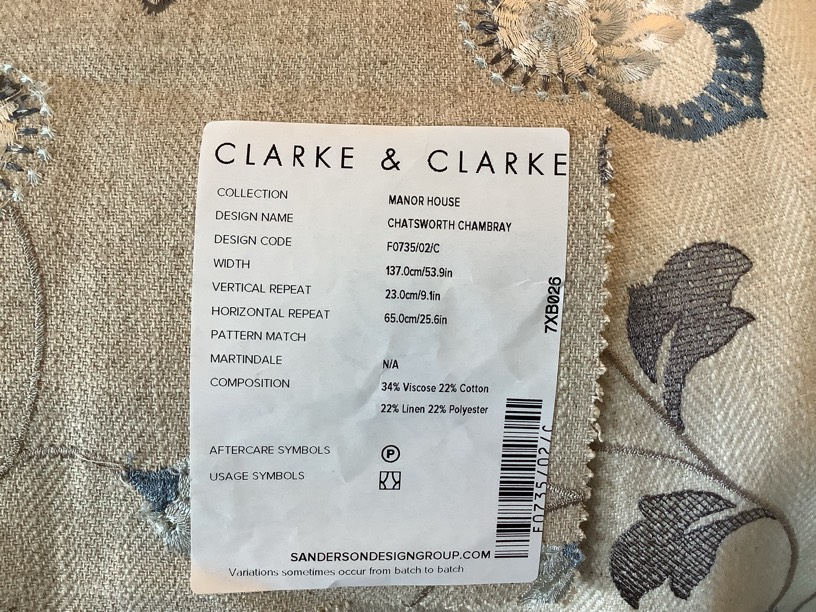 CLARKE & CLARKE
COLLECTION MANOR HOUSE
DESIGN NAME CHATSWORTH CHAMBRAY
DESIGN CODE F0735/02/C
WIDTH 137.0cm/53.9in
VERTICAL REPEAT 23.0cm/9.1in
HORIZONTAL REPEAT 65.0cm/25.6in
PATTERN MATCH
MARTINDALE N/A
COMPOSITION 34% Viscose 22% Cotton
22% Linen 22% Polyester
AFTERCARE SYMBOLS P
USAGE SYMBOLS
7XB026
F0735/02/C
SANDERSONDESIGNGROUP.COM
Variations sometimes occur from batch to batch